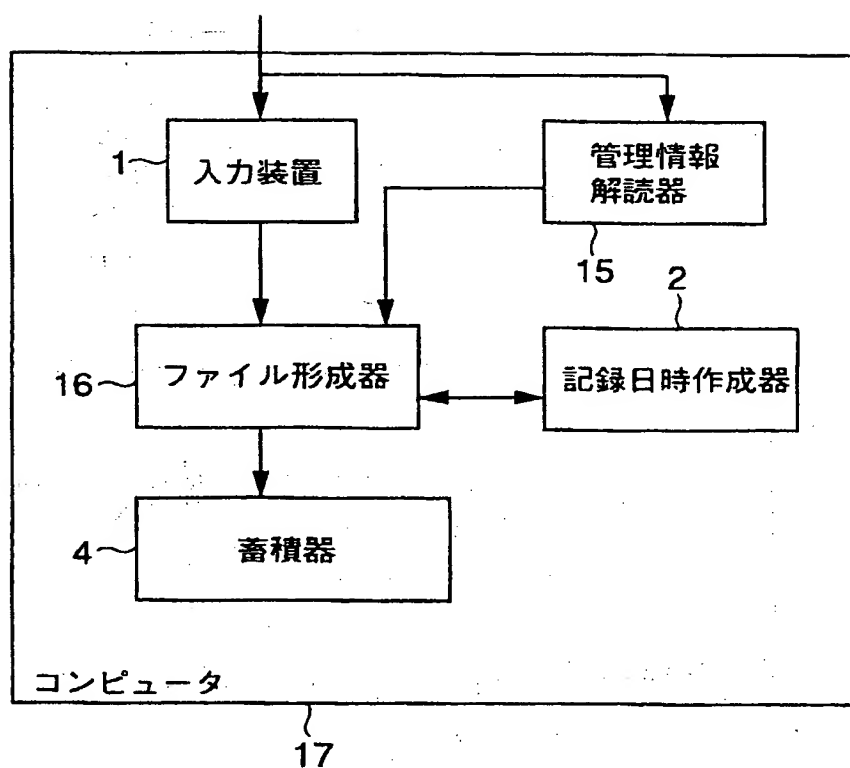 1
入力装置
管理情報
解読器
15
2
16
ファイル形成器
記録日時作成器
4
蓄積器
コンピュータ
17